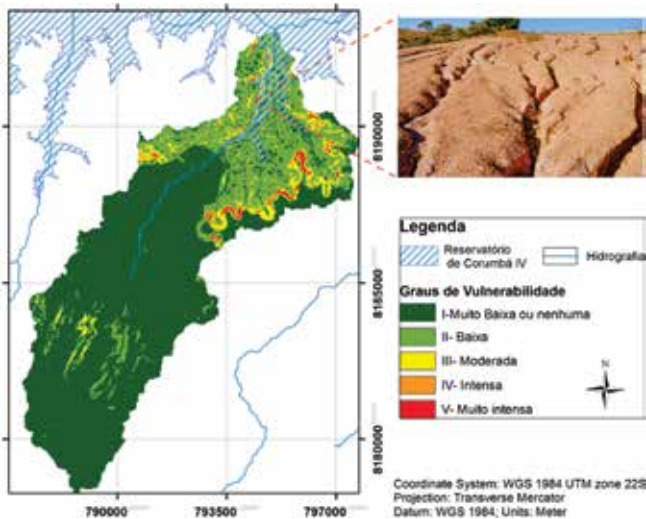 8190000
8185000
8180000
790000
793500
797000
Legenda
Reservatório
de Corumbá IV
Hidrografia
Graus de Vulnerabilidade
I-Muito Baixa ou nenhuma
II- Baixa
III- Moderada
IV- Intensa
V- Muito intensa
N
Coordinate System: WGS 1984 UTM zone 22S
Projection: Transverse Mercator
Datum: WGS 1984; Units: Meter